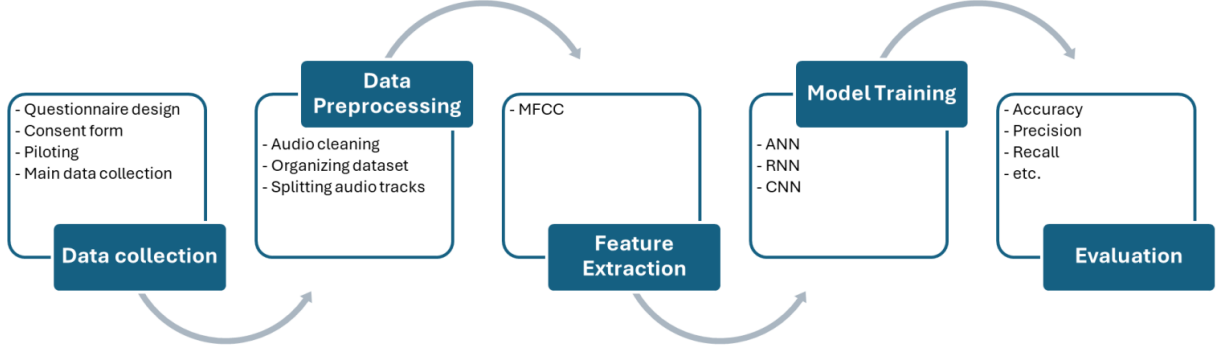 - Questionnaire design
- Consent form
- Piloting
- Main data collection
Data collection
Data
Preprocessing
- Audio cleaning
- Organizing dataset
- Splitting audio tracks
- MFCC
Feature
Extraction
Model Training
- ANN
- RNN
- CNN
- Accuracy
- Precision
- Recall
- etc.
Evaluation